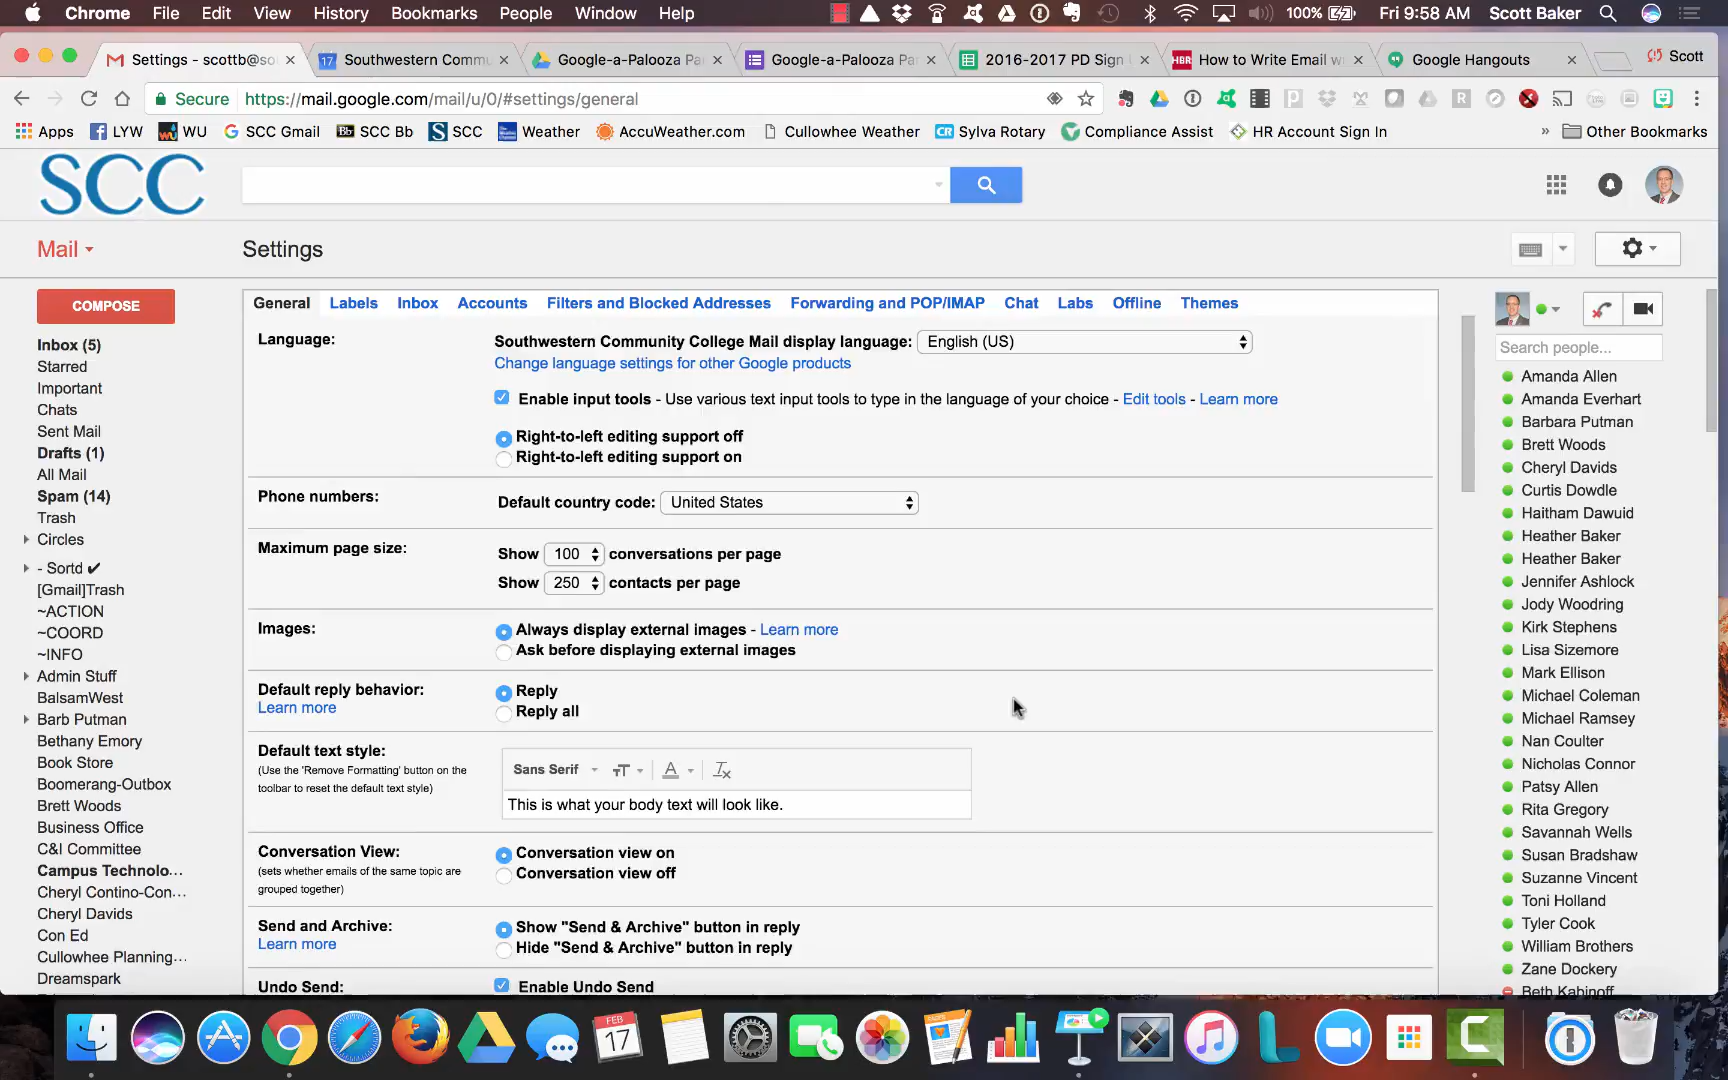 Chrome File Edit View History Bookmarks People Window Help 100% Fri 9:58 AM Scott Baker
Settings - scottb@so Southwestern Commu Google-a-Palooza Pa Google-a-Palooza Par 2016-2017 PD Sign HBR How to Write Email w Google Hangouts Scott
Secure https://mail.google.com/mail/u/0/#settings/general
Apps LYW WU SCC Gmail Bb SCC Bb SCC Weather AccuWeather.com Cullowhee Weather CR Sylva Rotary Compliance Assist HR Account Sign In » Other Bookmarks
SCC
Mail Settings
COMPOSE
Inbox (5)
Starred
Important
Chats
Sent Mail
Drafts (1)
All Mail
Spam (14)
Trash
Circles
- Sortd ✔
[Gmail]Trash
~ACTION
~COORD
~INFO
Admin Stuff
BalsamWest
Barb Putman
Bethany Emory
Book Store
Boomerang-Outbox
Brett Woods
Business Office
C&I Committee
Campus Technolo…
Cheryl Contino-Con…
Cheryl Davids
Con Ed
Cullowhee Planning…
Dreamspark
General Labels Inbox Accounts Filters and Blocked Addresses Forwarding and POP/IMAP Chat Labs Offline Themes
Language: Southwestern Community College Mail display language: English (US)
Change language settings for other Google products
Enable input tools - Use various text input tools to type in the language of your choice - Edit tools - Learn more
Right-to-left editing support off
Right-to-left editing support on
Phone numbers: Default country code: United States
Maximum page size: Show 100 conversations per page
Show 250 contacts per page
Images: Always display external images - Learn more
Ask before displaying external images
Default reply behavior: Reply
Learn more Reply all
Default text style:
(Use the 'Remove Formatting' button on the
toolbar to reset the default text style)
Sans Serif
This is what your body text will look like.
Conversation View: Conversation view on
(sets whether emails of the same topic are
grouped together)
Conversation view off
Send and Archive: Show "Send & Archive" button in reply
Learn more Hide "Send & Archive" button in reply
Undo Send: Enable Undo Send
Search people...
Amanda Allen
Amanda Everhart
Barbara Putman
Brett Woods
Cheryl Davids
Curtis Dowdle
Haitham Dawuid
Heather Baker
Heather Baker
Jennifer Ashlock
Jody Woodring
Kirk Stephens
Lisa Sizemore
Mark Ellison
Michael Coleman
Michael Ramsey
Nan Coulter
Nicholas Connor
Patsy Allen
Rita Gregory
Savannah Wells
Susan Bradshaw
Suzanne Vincent
Toni Holland
Tyler Cook
William Brothers
Zane Dockery
Beth Kahinoff
FEB
17